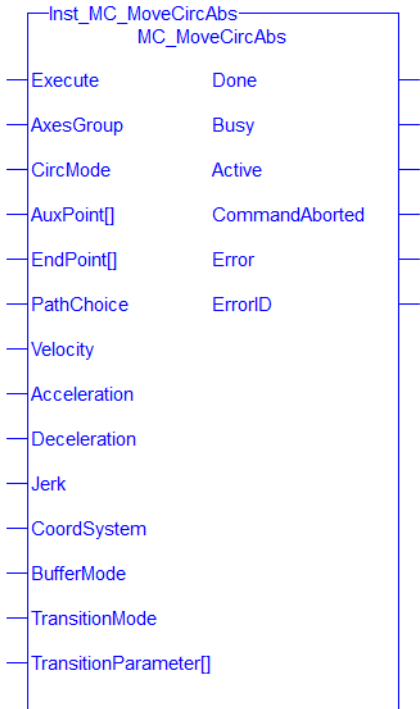 Inst_MC_MoveCircAbs
MC_MoveCircAbs
Execute Done
AxesGroup Busy
CircMode Active
AuxPoint[] CommandAborted
EndPoint[] Error
PathChoice ErrorID
Velocity
Acceleration
Deceleration
Jerk
CoordSystem
BufferMode
TransitionMode
TransitionParameter[]